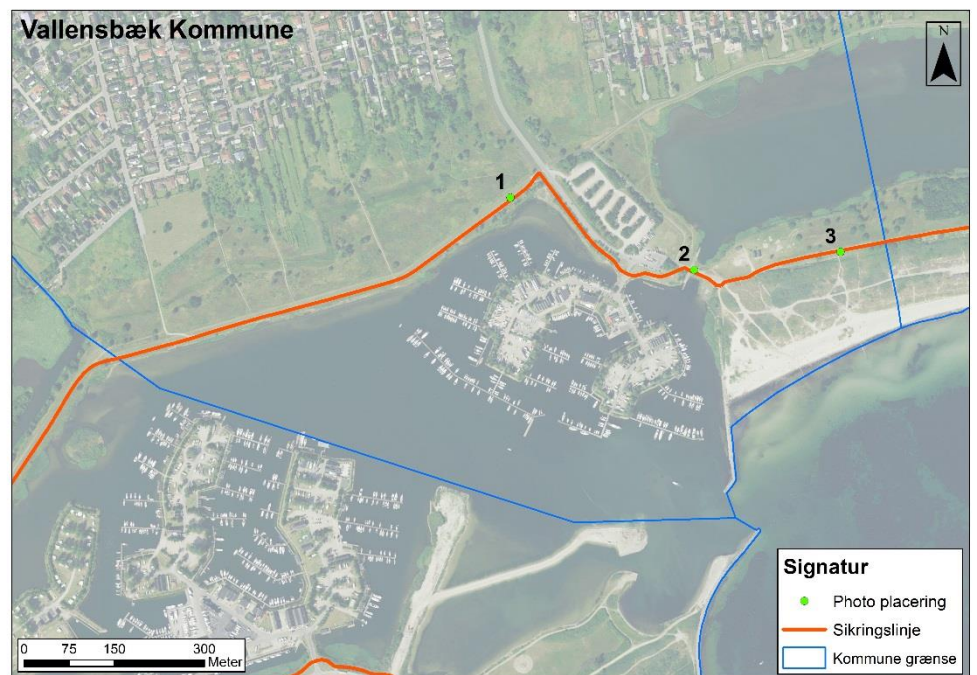 Vallensbæk Kommune
N
1
2
3
Signatur
Photo placering
Sikringslinje
Kommune grænse
0 75 150 300
Meter